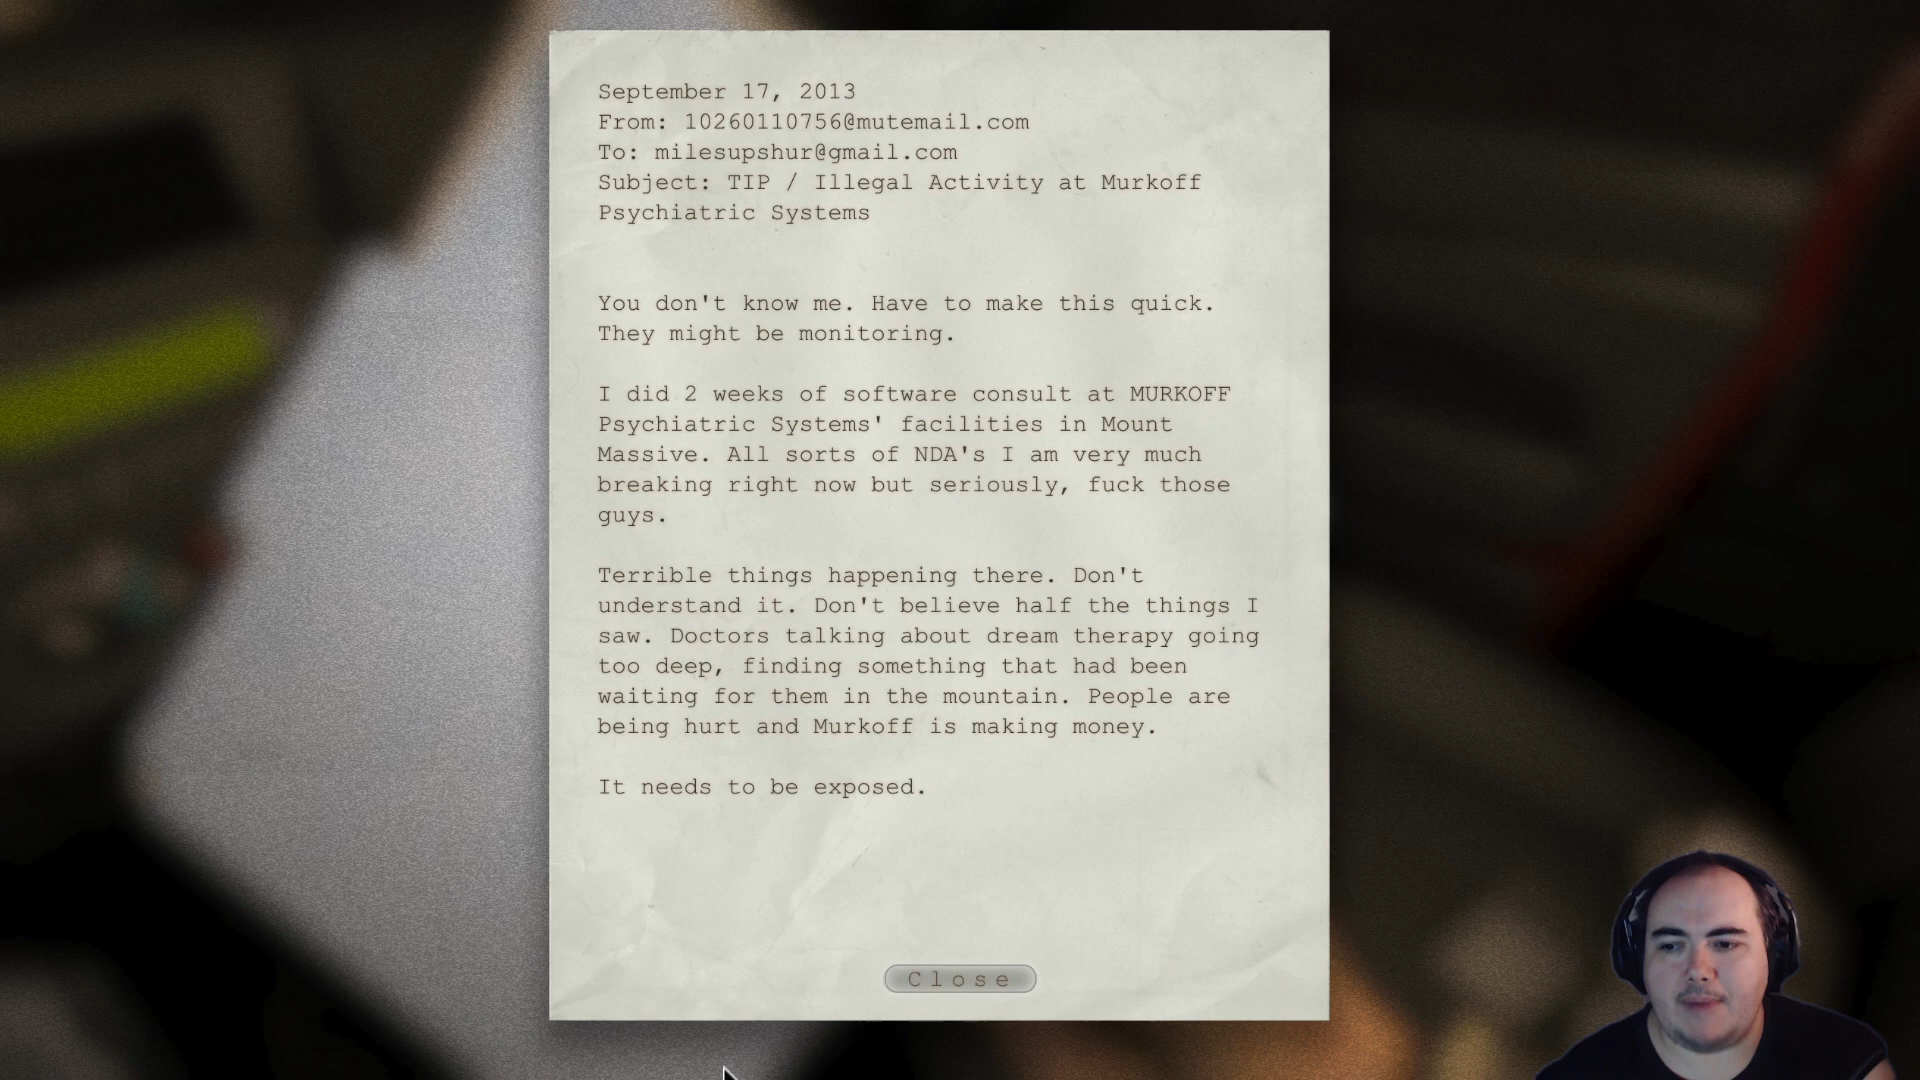 September 17, 2013
From: 10260110756@mutemail.com
To: milesupshur@gmail.com
Subject: TIP / Illegal Activity at Murkoff
Psychiatric Systems
You don't know me. Have to make this quick.
They might be monitoring.
I did 2 weeks of software consult at MURKOFF
Psychiatric Systems' facilities in Mount
Massive. All sorts of NDA's I am very much
breaking right now but seriously, fuck those
guys.
Terrible things happening there. Don't
understand it. Don't believe half the things I
saw. Doctors talking about dream therapy going
too deep, finding something that had been
waiting for them in the mountain. People are
being hurt and Murkoff is making money.
It needs to be exposed.
Close